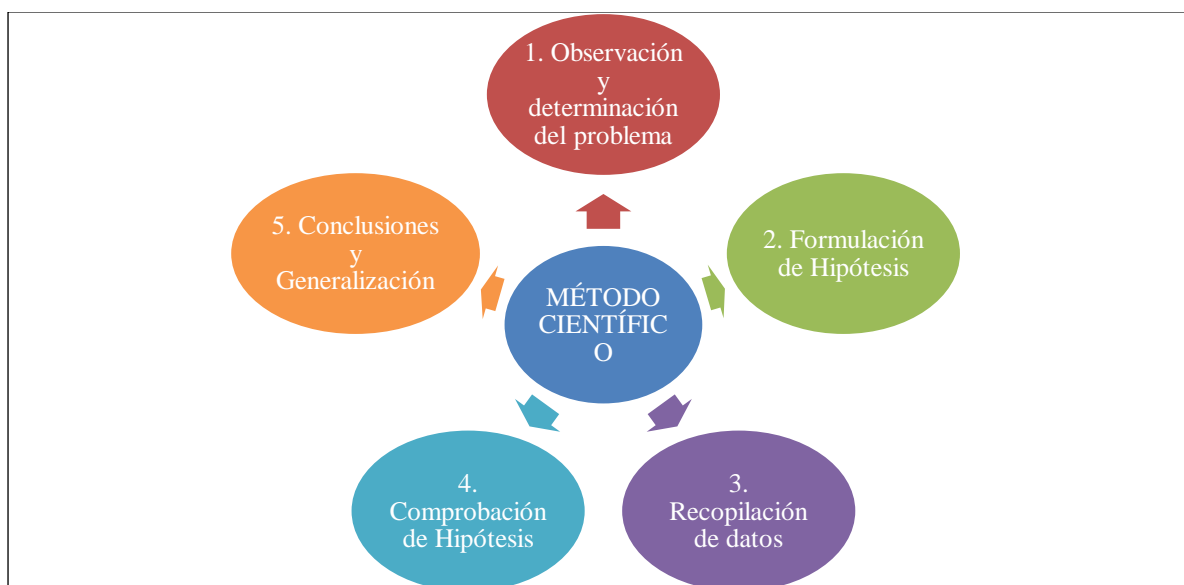 1. Observación
y
determinación
del problema
2. Formulación
de Hipótesis
3.
Recopilación
de datos
4.
Comprobación
de Hipótesis
5. Conclusiones
y
Generalización
MÉTODO
CIENTÍFIC
O